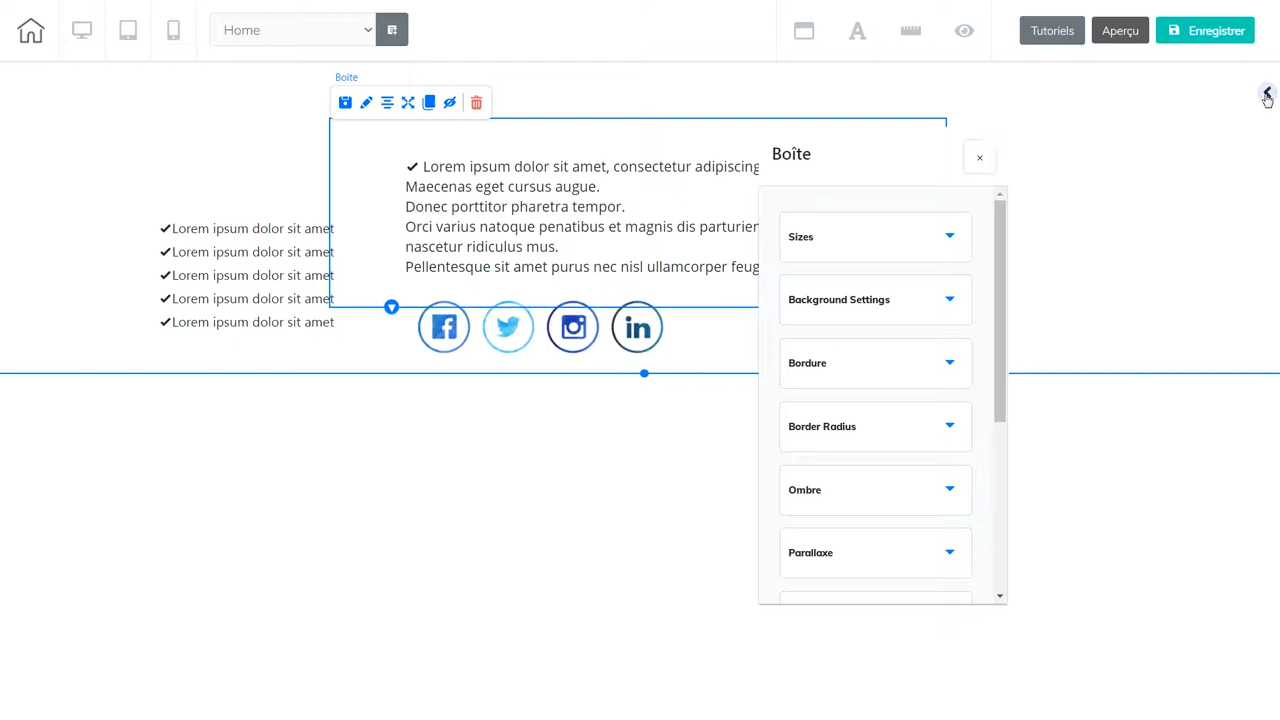 Home
Tutoriels
Aperçu
Enregistrer
Boite
✔ Lorem ipsum dolor sit amet, consectetur adipiscing
Maecenas eget cursus augue.
Donec porttitor pharetra tempor.
Orci varius natoque penatibus et magnis dis parturien
nascetur ridiculus mus.
Pellentesque sit amet purus nec nisl ullamcorper feug
✔Lorem ipsum dolor sit amet
✔Lorem ipsum dolor sit amet
✔Lorem ipsum dolor sit amet
✔Lorem ipsum dolor sit amet
✔Lorem ipsum dolor sit amet
Boîte
×
Sizes
Background Settings
Bordure
Border Radius
Ombre
Parallaxe